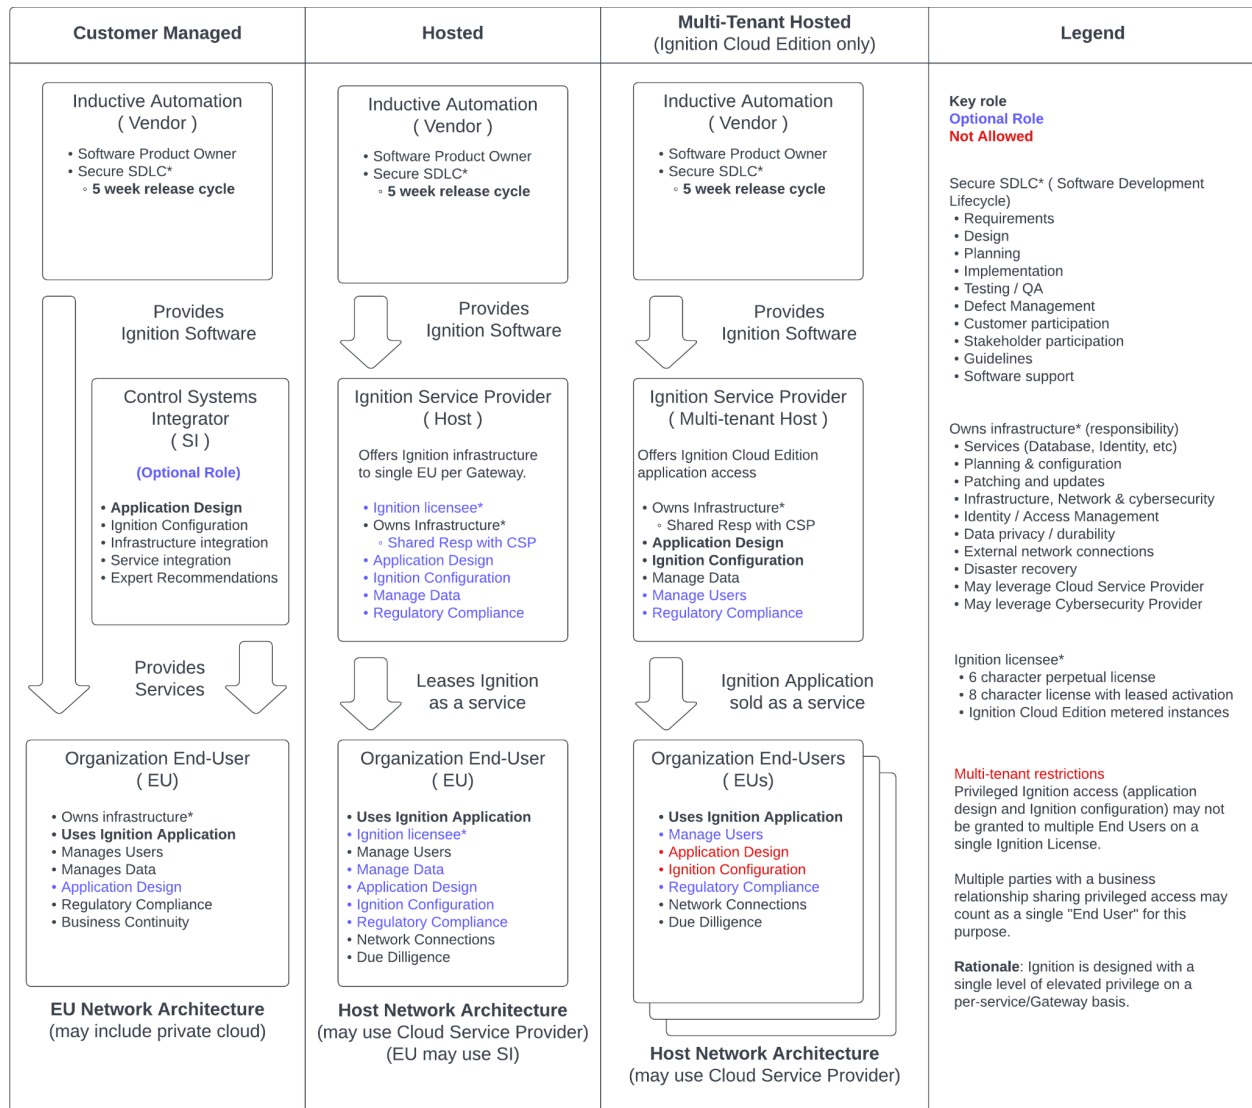 Customer Managed
Inductive Automation
( Vendor )
• Software Product Owner
• Secure SDLC*
◦ 5 week release cycle
Provides
Ignition Software
Control Systems
Integrator
( SI )
(Optional Role)
• Application Design
• Ignition Configuration
• Infrastructure integration
• Service integration
• Expert Recommendations
Provides
Services
Organization End-User
( EU)
• Owns infrastructure*
• Uses Ignition Application
• Manages Users
• Manages Data
• Application Design
• Regulatory Compliance
• Business Continuity
EU Network Architecture
(may include private cloud)
Hosted
Inductive Automation
( Vendor )
• Software Product Owner
• Secure SDLC*
◦ 5 week release cycle
Provides
Ignition Software
Ignition Service Provider
( Host )
Offers Ignition infrastructure
to single EU per Gateway.
• Ignition licensee*
• Owns Infrastructure*
◦ Shared Resp with CSP
• Application Design
• Ignition Configuration
• Manage Data
• Regulatory Compliance
Leases Ignition
as a service
Organization End-User
( EU)
• Uses Ignition Application
• Ignition licensee*
• Manage Users
• Manage Data
• Application Design
• Ignition Configuration
• Regulatory Compliance
• Network Connections
• Due Dilligence
Host Network Architecture
(may use Cloud Service Provider)
(EU may use SI)
Multi-Tenant Hosted
(Ignition Cloud Edition only)
Inductive Automation
( Vendor )
• Software Product Owner
• Secure SDLC*
◦ 5 week release cycle
Provides
Ignition Software
Ignition Service Provider
( Multi-tenant Host )
Offers Ignition Cloud Edition
application access
• Owns Infrastructure*
◦ Shared Resp with CSP
• Application Design
• Ignition Configuration
• Manage Data
• Manage Users
• Regulatory Compliance
Ignition Application
sold as a service
Organization End-Users
( EUs)
• Uses Ignition Application
• Manage Users
• Application Design
• Ignition Configuration
• Regulatory Compliance
• Network Connections
• Due Dilligence
Host Network Architecture
(may use Cloud Service Provider)
Legend
Key role
Optional Role
Not Allowed
Secure SDLC* ( Software Development
Lifecycle)
• Requirements
• Design
• Planning
• Implementation
• Testing / QA
• Defect Management
• Customer participation
• Stakeholder participation
• Guidelines
• Software support
Owns infrastructure* (responsibility)
• Services (Database, Identity, etc)
• Planning & configuration
• Patching and updates
• Infrastructure, Network & cybersecurity
• Identity / Access Management
• Data privacy / durability
• External network connections
• Disaster recovery
• May leverage Cloud Service Provider
• May leverage Cybersecurity Provider
Ignition licensee*
• 6 character perpetual license
• 8 character license with leased activation
• Ignition Cloud Edition metered instances
Multi-tenant restrictions
Privileged Ignition access (application
design and Ignition configuration) may not
be granted to multiple End Users on a
single Ignition License.
Multiple parties with a business
relationship sharing privileged access may
count as a single "End User" for this
purpose.
Rationale: Ignition is designed with a
single level of elevated privilege on a
per-service/Gateway basis.